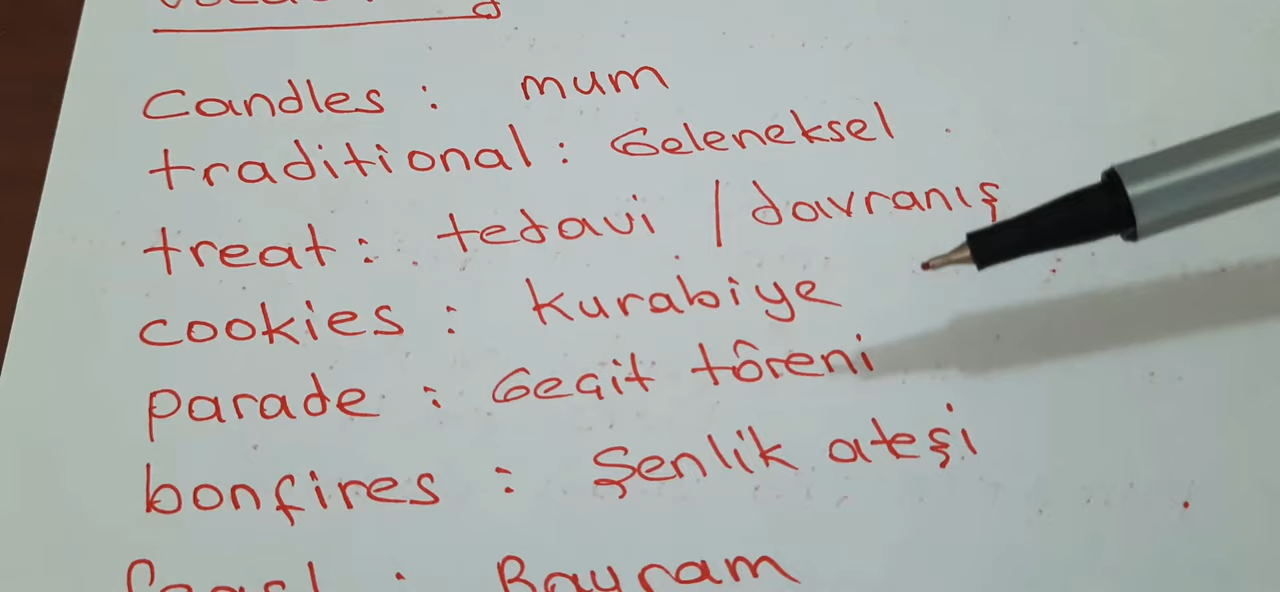 Candles : mum
traditional : Geleneksel
treat : tedavi / davranış
cookies : kurabiye
parade : Geçit töreni
bonfires : Şenlik ateşi
Bayram